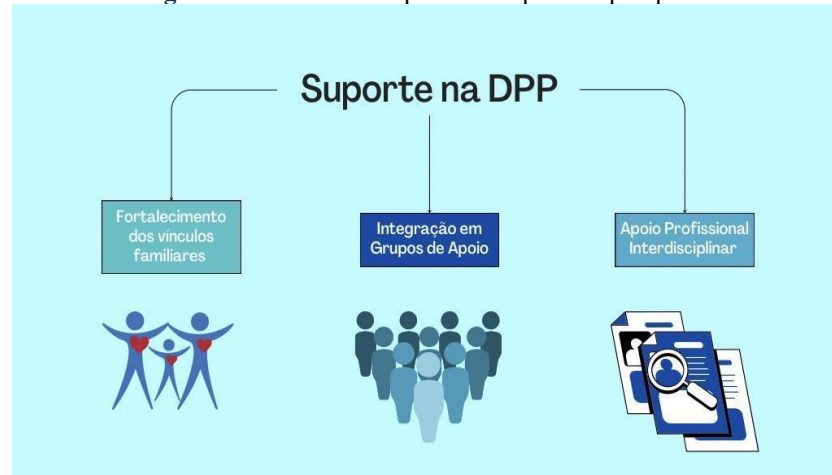 Suporte na DPP
Fortalecimento
dos vínculos
familiares
Integração em
Grupos de Apoio
Apoio Profissional
Interdisciplinar